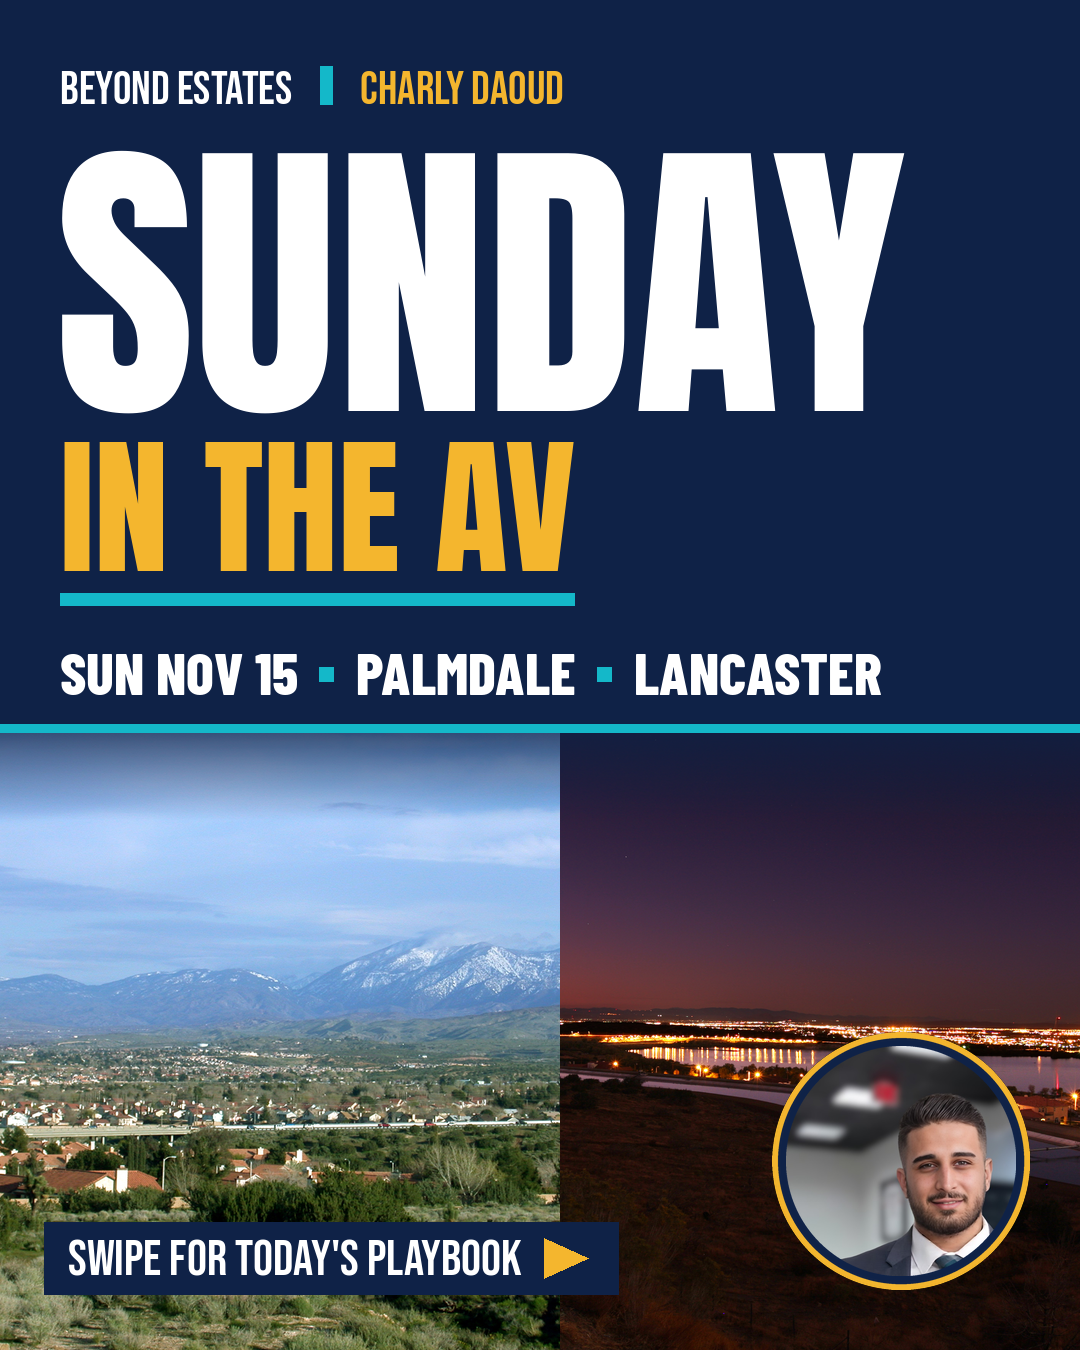 BEYOND ESTATES CHARLY DAOUD
SUNDAY
IN THE AV
SUN NOV 15 ▪ PALMDALE ▪ LANCASTER
SWIPE FOR TODAY'S PLAYBOOK